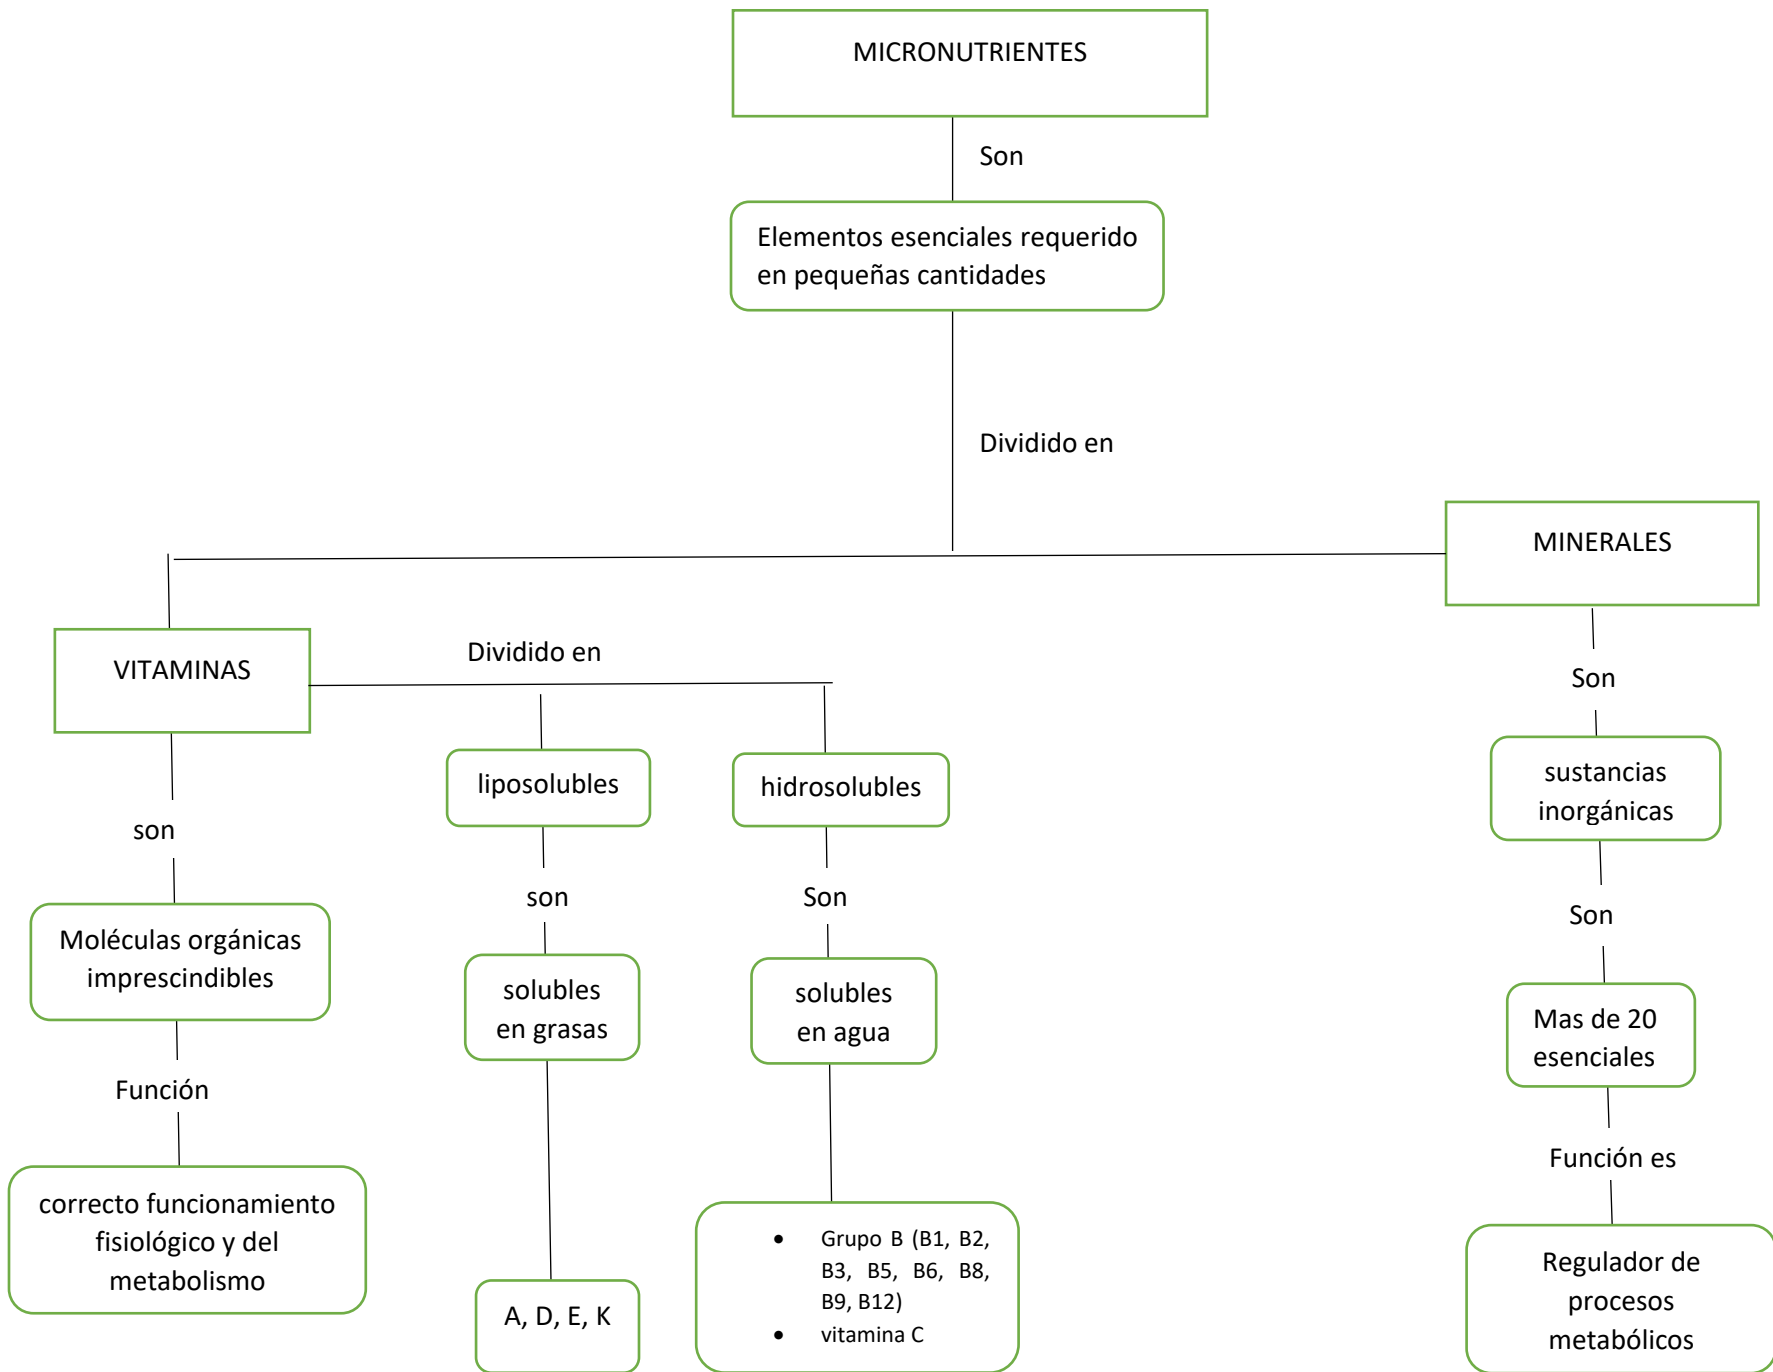 MICRONUTRIENTES
Son
Elementos esenciales requerido
en pequeñas cantidades
Dividido en
MINERALES
VITAMINAS
Dividido en
Son
liposolubles
hidrosolubles
sustancias
inorgánicas
son
son
Son
Son
Moléculas orgánicas
imprescindibles
solubles
en grasas
solubles
en agua
Mas de 20
esenciales
Función
Función es
correcto funcionamiento
fisiológico y del
metabolismo
A, D, E, K
• Grupo B (B1, B2,
B3, B5, B6, B8,
B9, B12)
• vitamina C
Regulador de
procesos
metabólicos